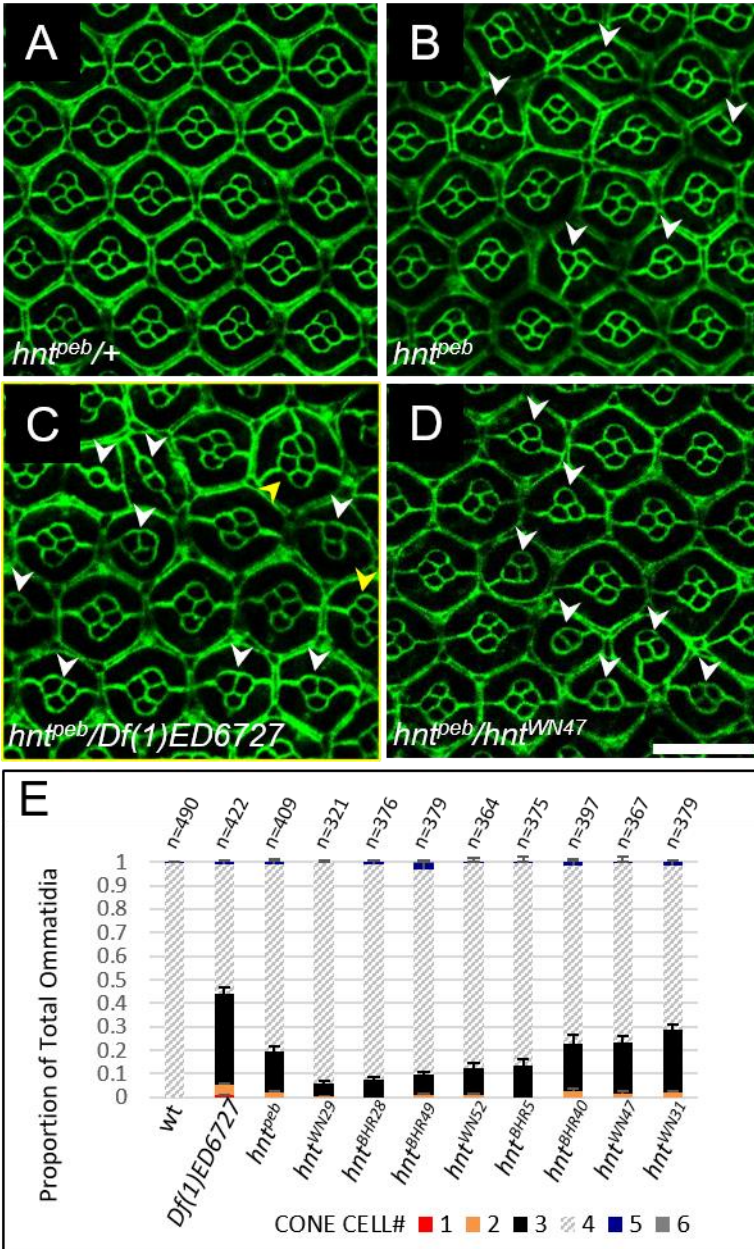 A
hnt^peb/+
B
hnt^peb
C
hnt^peb/Df(1)ED6727
D
hnt^peb/hnt^WN47
E
n=490
n=422
n=409
n=321
n=376
n=379
n=364
n=375
n=397
n=367
n=379
Proportion of Total Ommatidia
1
0.9
0.8
0.7
0.6
0.5
0.4
0.3
0.2
0.1
0
Wt
Df(1)ED6727
hnt^peb
hnt^WN29
hnt^BHR28
hnt^BHR49
hnt^WN52
hnt^BHR5
hnt^BHR40
hnt^WN47
hnt^WN31
CONE CELL# 1 2 3 4 5 6